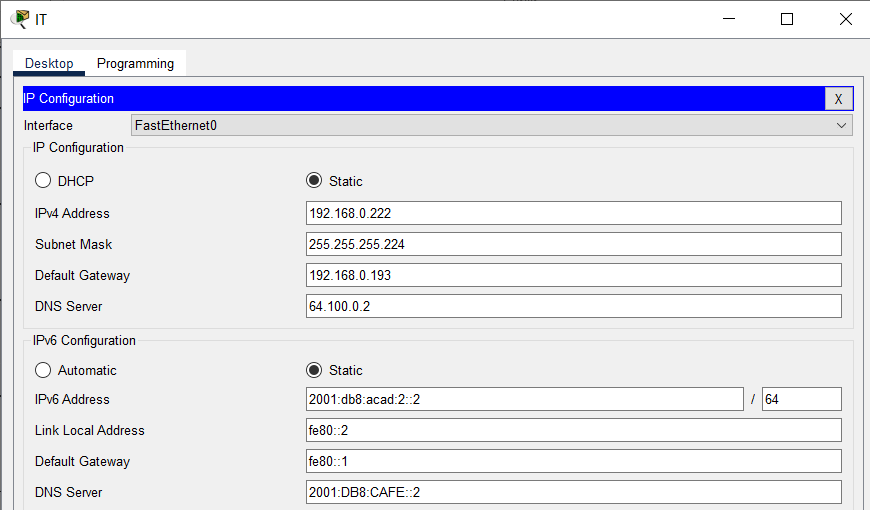 IT
Desktop Programming
IP Configuration X
Interface FastEthernet0
IP Configuration
DHCP Static
IPv4 Address 192.168.0.222
Subnet Mask 255.255.255.224
Default Gateway 192.168.0.193
DNS Server 64.100.0.2
IPv6 Configuration
Automatic Static
IPv6 Address 2001:db8:acad:2::2 / 64
Link Local Address fe80::2
Default Gateway fe80::1
DNS Server 2001:DB8:CAFE::2